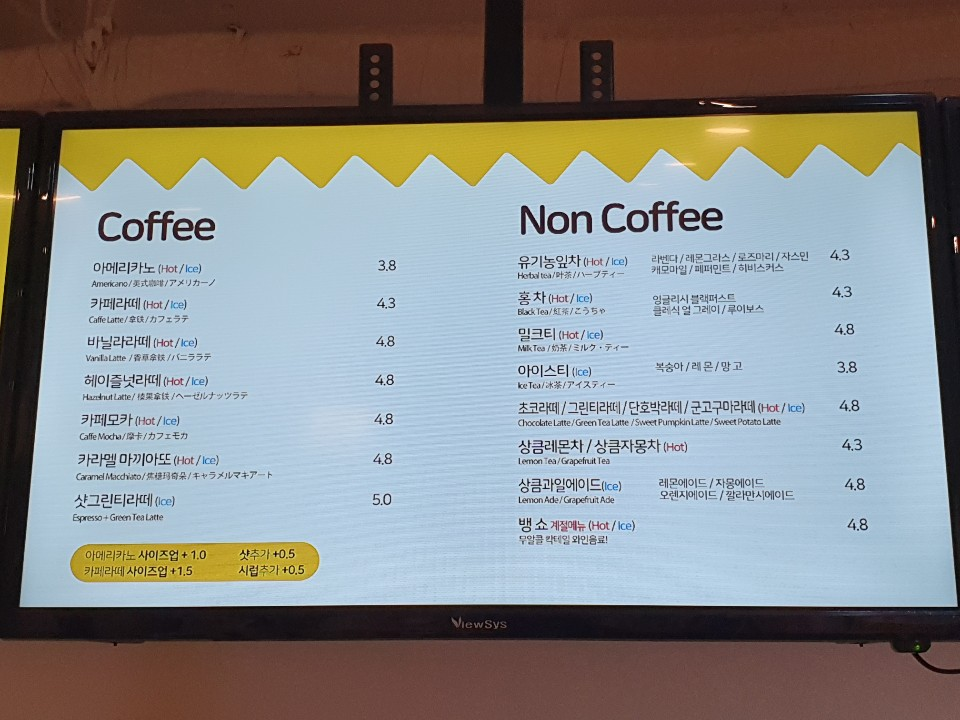 Coffee
아메리카노 (Hot / Ice) 3.8
Americano / 美式咖啡 / アメリカーノ
카페라떼 (Hot / Ice) 4.3
Caffe Latte / 拿铁 / カフェラテ
바닐라라떼 (Hot / Ice) 4.8
Vanilla Latte / 香草拿铁 / バニララテ
헤이즐넛라떼 (Hot / Ice) 4.8
Hazelnut Latte / 榛果拿铁 / ヘーゼルナッツラテ
카페모카 (Hot / Ice) 4.8
Caffe Mocha / 摩卡 / カフェモカ
카라멜 마끼아또 (Hot / Ice) 4.8
Caramel Macchiato / 焦糖玛奇朵 / キャラメルマキアート
샷그린티라떼 (Ice) 5.0
Espresso + Green Tea Latte
아메리카노 사이즈업 + 1.0 샷추가 +0.5
카페라떼 사이즈업 +1.5 시럽추가 +0.5
Non Coffee
유기농잎차 (Hot / Ice) 라벤다 / 레몬그라스 / 로즈마리 / 자스민 4.3
Herbal tea / 叶茶 / ハーブティー 캐모마일 / 페퍼민트 / 히비스커스
홍차 (Hot / Ice) 잉글리시 블랙퍼스트 4.3
Black Tea / 紅茶 / こうちゃ 클레식 얼 그레이 / 루이보스
밀크티 (Hot / Ice) 4.8
Milk Tea / 奶茶 / ミルク・ティー
아이스티 (Ice) 복숭아 / 레몬 / 망고 3.8
Ice Tea / 冰茶 / アイスティー
초코라떼 / 그린티라떼 / 단호박라떼 / 군고구마라떼 (Hot / Ice) 4.8
Chocolate Latte / Green Tea Latte / Sweet Pumpkin Latte / Sweet Potato Latte
상큼레몬차 / 상큼자몽차 (Hot) 4.3
Lemon Tea / Grapefruit Tea
상큼과일에이드(Ice) 레몬에이드 / 자몽에이드 4.8
Lemon Ade / Grapefruit Ade 오렌지에이드 / 깔라만시에이드
뱅쇼 계절메뉴 (Hot / Ice) 4.8
무알콜 칵테일 와인음료!
ViewSys